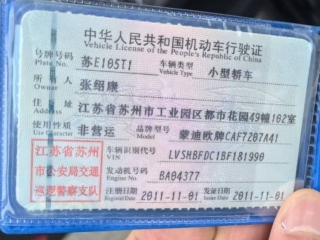 中华人民共和国机动车行驶证
Vehicle License of the People's Republic of China
号牌号码 苏E105T1 车辆类型 小型轿车
Plate No. Vehicle Type
所有人 张绍康
Owner
住址 江苏省苏州市工业园区都市花园49幢102室
Address
使用性质 非营运 品牌型号 蒙迪欧牌CAF7207A41
Use Character Model
江苏省苏州 车辆识别代号 LVSHBFDC1BF181990
VIN
市公安局交通 发动机号码 BA04377
Engine No.
巡逻警察支队 注册日期 2011-11-01 发证日期 2011-11-01
Register Date Issue Date